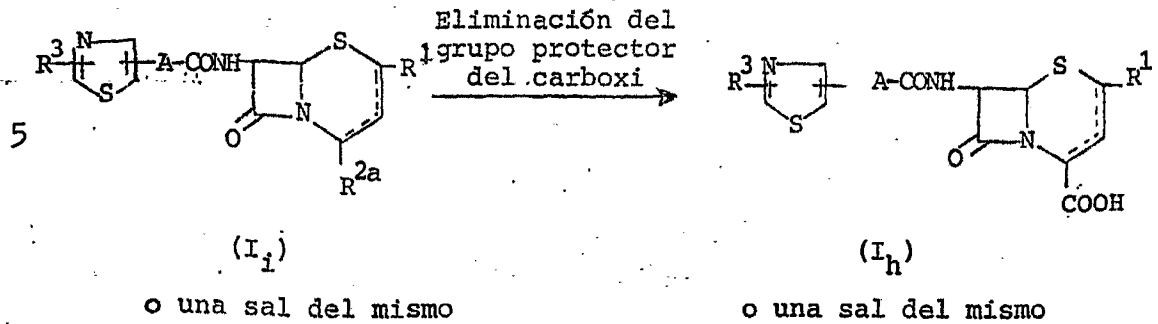 Eliminación del
grupo protector
del carboxi
R³ N S A-CONH S R¹ O N R²ᵃ
R³ N S A-CONH S R¹ O N COOH
5
(Iᵢ)
(Iₕ)
o una sal del mismo
o una sal del mismo